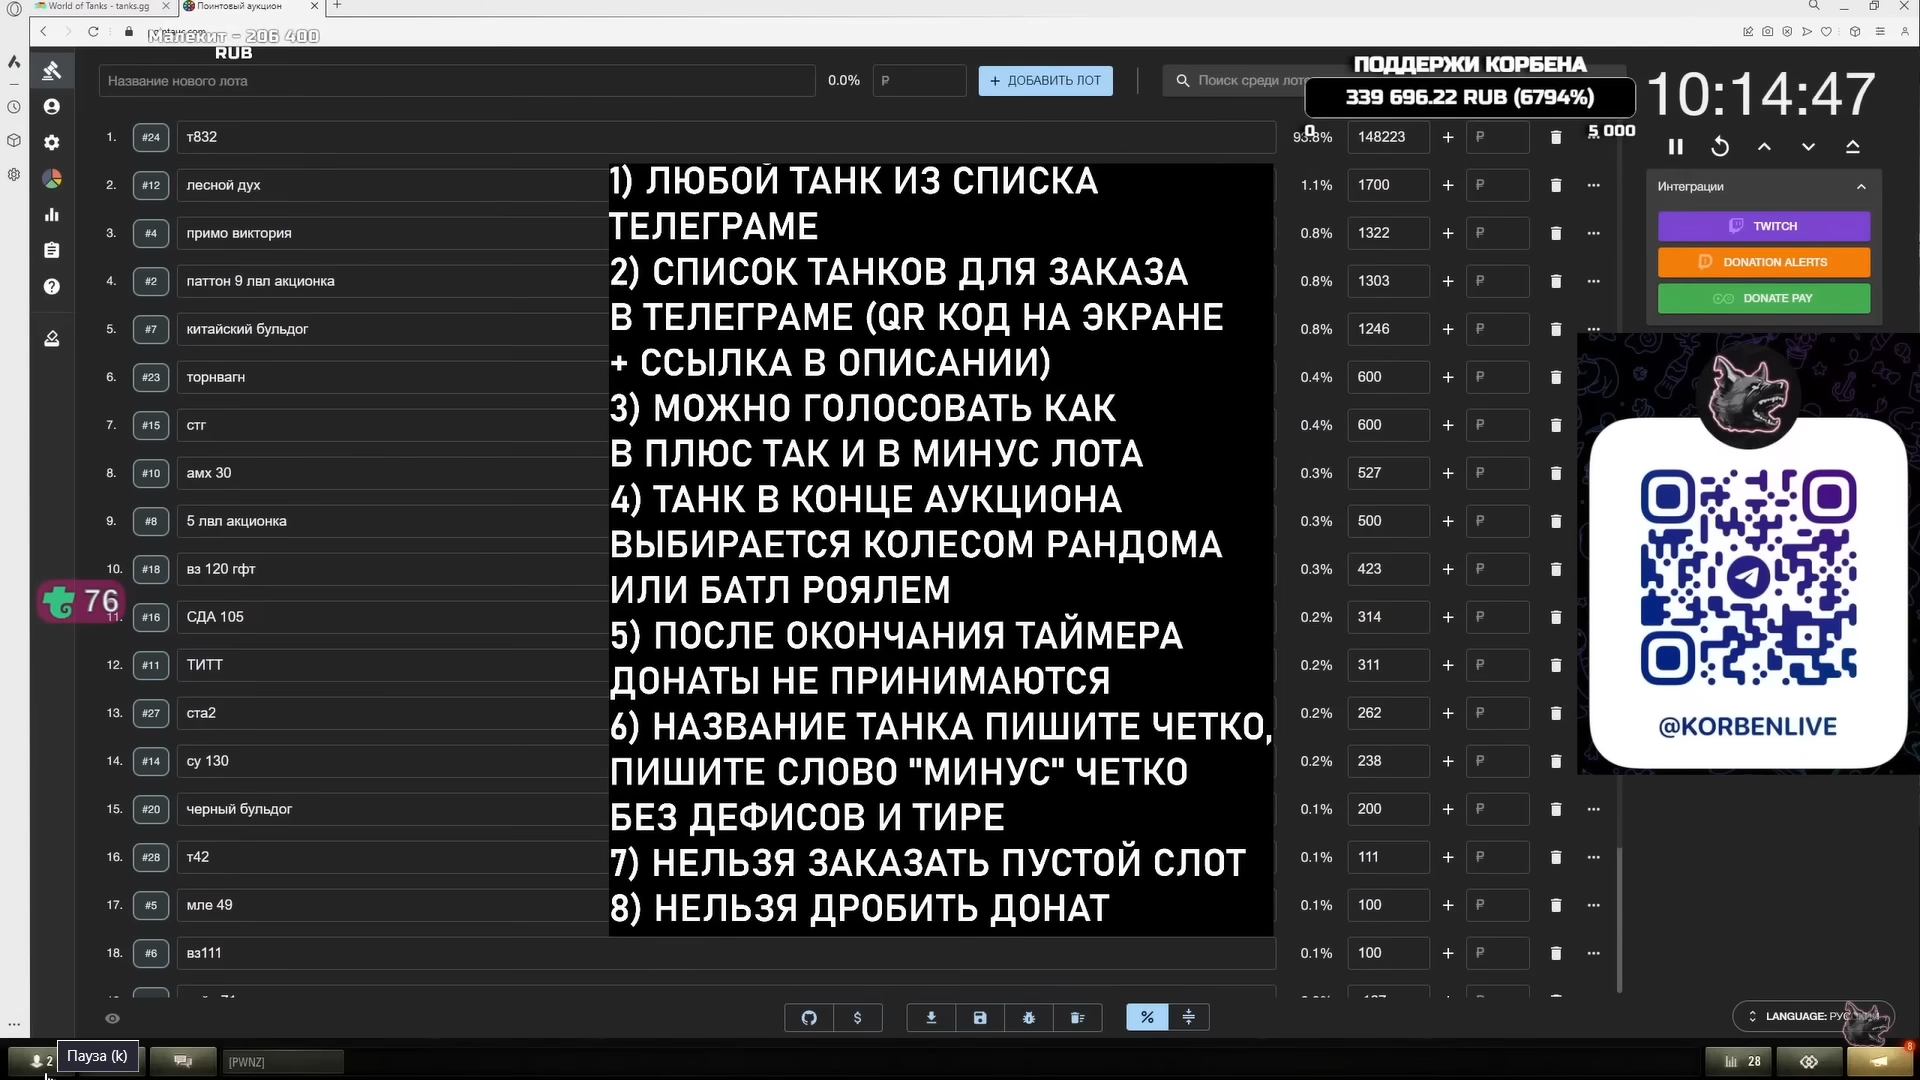 World of Tanks - tanks.gg
Поинтовый аукцион
Малекит - 206 400
RUB
Название нового лота
0.0%
₽
ДОБАВИТЬ ЛОТ
Поиск среди лото
ПОДДЕРЖИ КОРБЕНА
339 696.22 RUB (6794%)
0
5 000
10:14:47
1. #24 т832 93.8% 148223 + ₽
2. #12 лесной дух 1.1% 1700 + ₽
3. #4 примо виктория 0.8% 1322 + ₽
4. #2 паттон 9 лвл акционка 0.8% 1303 + ₽
5. #7 китайский бульдог 0.8% 1246 + ₽
6. #23 торнвагн 0.4% 600 + ₽
7. #15 стг 0.4% 600 + ₽
8. #10 амх 30 0.3% 527 + ₽
9. #8 5 лвл акционка 0.3% 500 + ₽
10. #18 вз 120 гфт 0.3% 423 + ₽
11. #16 СДА 105 0.2% 314 + ₽
12. #11 ТИТТ 0.2% 311 + ₽
13. #27 ста2 0.2% 262 + ₽
14. #14 су 130 0.2% 238 + ₽
15. #20 черный бульдог 0.1% 200 + ₽
16. #28 т42 0.1% 111 + ₽
17. #5 мле 49 0.1% 100 + ₽
18. #6 вз111 0.1% 100 + ₽
1) ЛЮБОЙ ТАНК ИЗ СПИСКА
ТЕЛЕГРАМЕ
2) СПИСОК ТАНКОВ ДЛЯ ЗАКАЗА
В ТЕЛЕГРАМЕ (QR КОД НА ЭКРАНЕ
+ ССЫЛКА В ОПИСАНИИ)
3) МОЖНО ГОЛОСОВАТЬ КАК
В ПЛЮС ТАК И В МИНУС ЛОТА
4) ТАНК В КОНЦЕ АУКЦИОНА
ВЫБИРАЕТСЯ КОЛЕСОМ РАНДОМА
ИЛИ БАТЛ РОЯЛЕМ
5) ПОСЛЕ ОКОНЧАНИЯ ТАЙМЕРА
ДОНАТЫ НЕ ПРИНИМАЮТСЯ
6) НАЗВАНИЕ ТАНКА ПИШИТЕ ЧЕТКО,
ПИШИТЕ СЛОВО "МИНУС" ЧЕТКО
БЕЗ ДЕФИСОВ И ТИРЕ
7) НЕЛЬЗЯ ЗАКАЗАТЬ ПУСТОЙ СЛОТ
8) НЕЛЬЗЯ ДРОБИТЬ ДОНАТ
Интеграции
TWITCH
DONATION ALERTS
DONATE PAY
@KORBENLIVE
76
LANGUAGE:
2
Пауза (k)
[PWNZ]
28
8